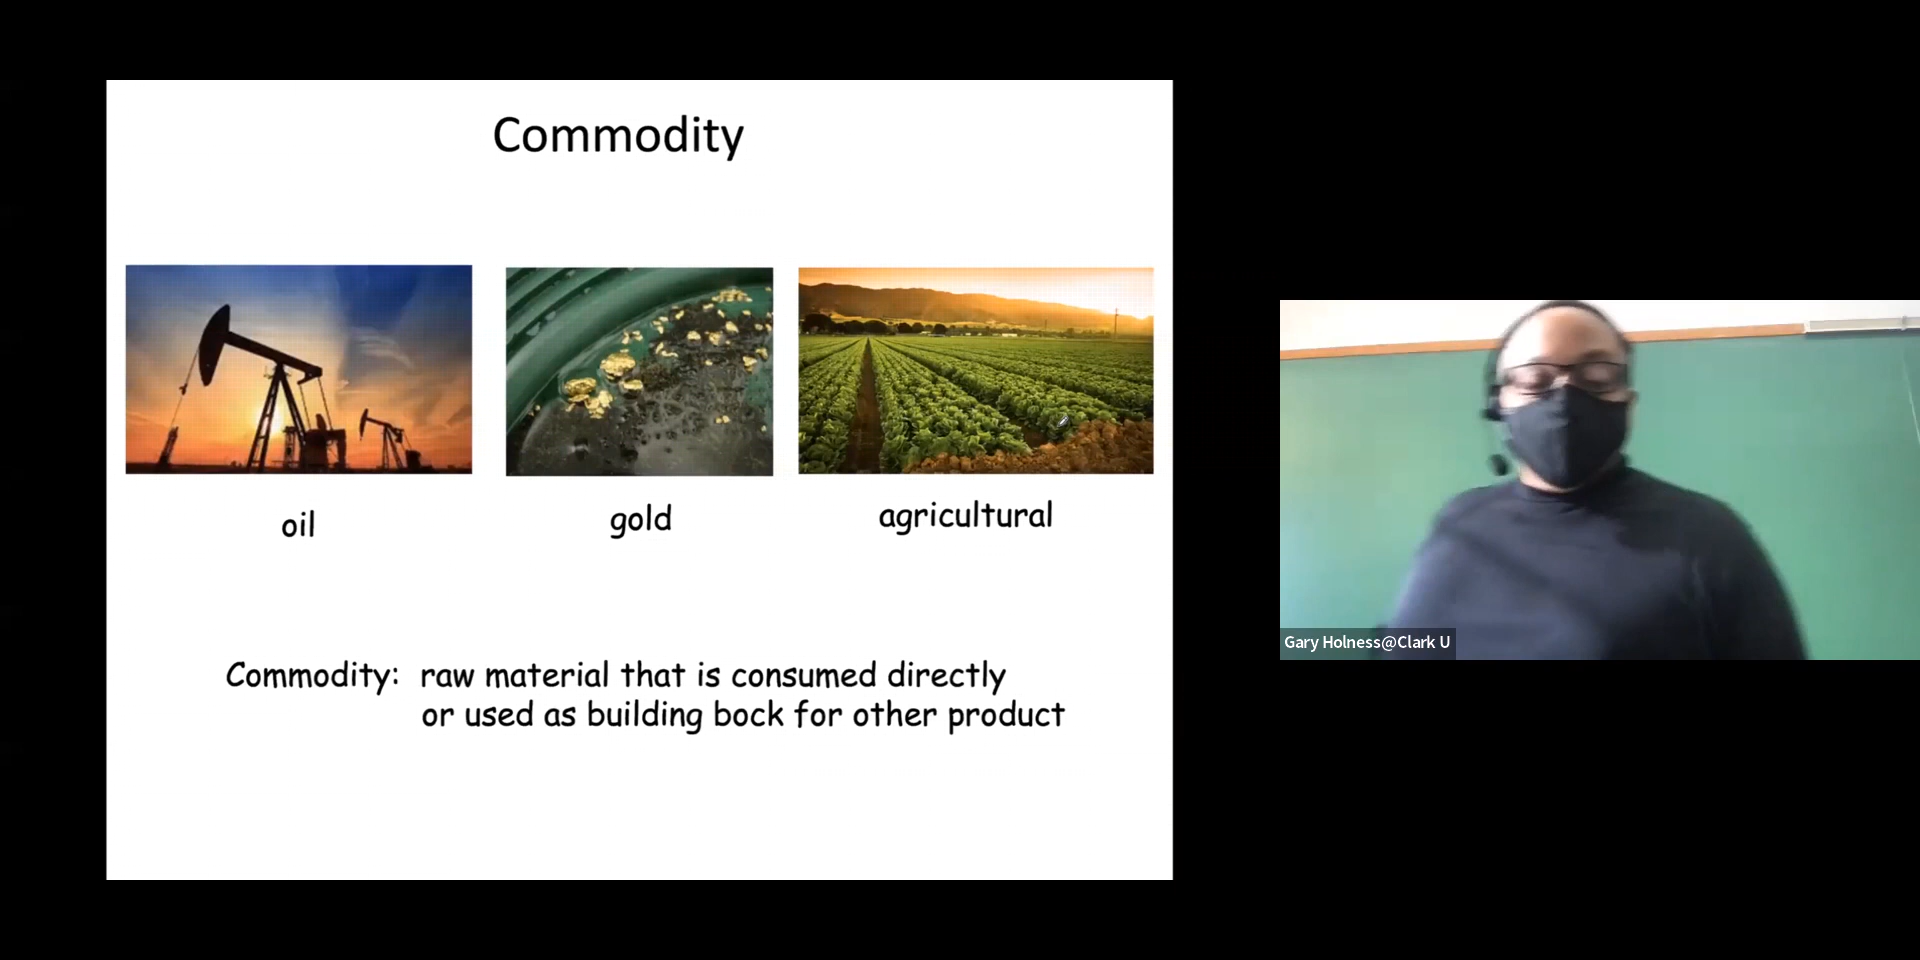 Commodity
oil
gold
agricultural
Commodity: raw material that is consumed directly
or used as building bock for other product
Gary Holness@Clark U